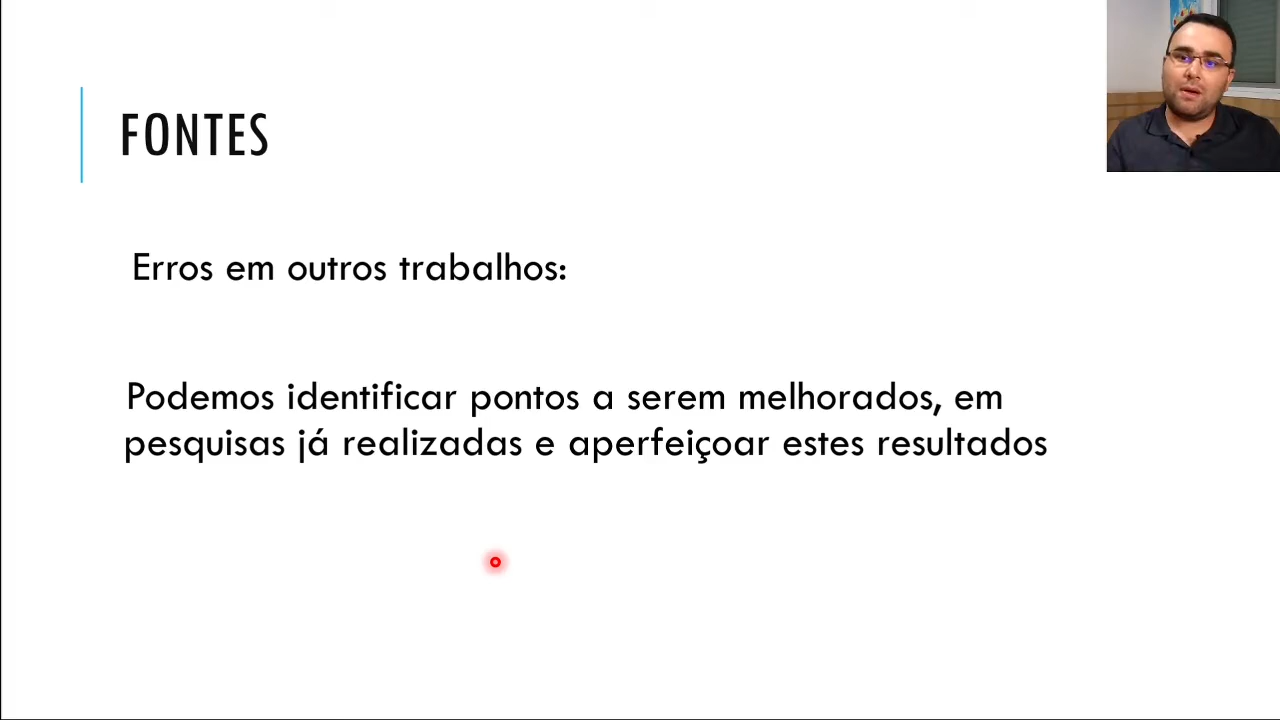 FONTES
Erros em outros trabalhos:
Podemos identificar pontos a serem melhorados, em
pesquisas já realizadas e aperfeiçoar estes resultados